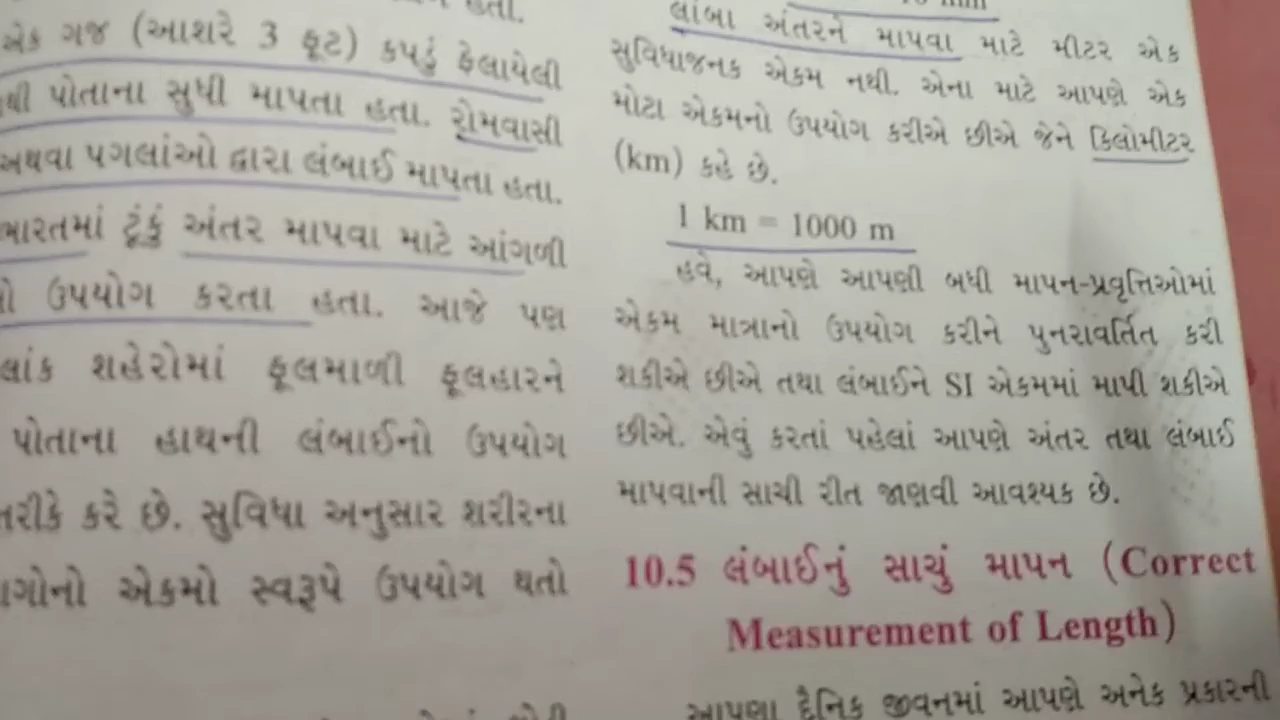 હતા.
એક ગજ (આશરે 3 ફૂટ) કપડું ફેલાયેલી
પોતાના સુધી માપતા હતા. રોમવાસી
અથવા પગલાંઓ દ્વારા લંબાઈ માપતા હતા.
ભારતમાં ટૂંકું અંતર માપવા માટે આંગળી
ઉપયોગ કરતા હતા. આજે પણ
શહેરોમાં ફૂલમાળી ફૂલહારને
પોતાના હાથની લંબાઈનો ઉપયોગ
તરીકે કરે છે. સુવિધા અનુસાર શરીરના
એકમો સ્વરૂપે ઉપયોગ થતો
mm
લાંબા અંતરને માપવા માટે મીટર એક
સુવિધાજનક એકમ નથી. એના માટે આપણે એક
મોટા એકમનો ઉપયોગ કરીએ છીએ જેને કિલોમીટર
(km) કહે છે.
1 km = 1000 m
હવે, આપણે આપણી બધી માપન-પ્રવૃત્તિઓમાં
એકમ માત્રાનો ઉપયોગ કરીને પુનરાવર્તિત કરી
શકીએ છીએ તથા લંબાઈને SI એકમમાં માપી શકીએ
છીએ. એવું કરતાં પહેલાં આપણે અંતર તથા લંબાઈ
માપવાની સાચી રીત જાણવી આવશ્યક છે.
10.5 લંબાઈનું સાચું માપન (Correct
Measurement of Length)
આપણા દૈનિક જીવનમાં આપણે અનેક પ્રકારની